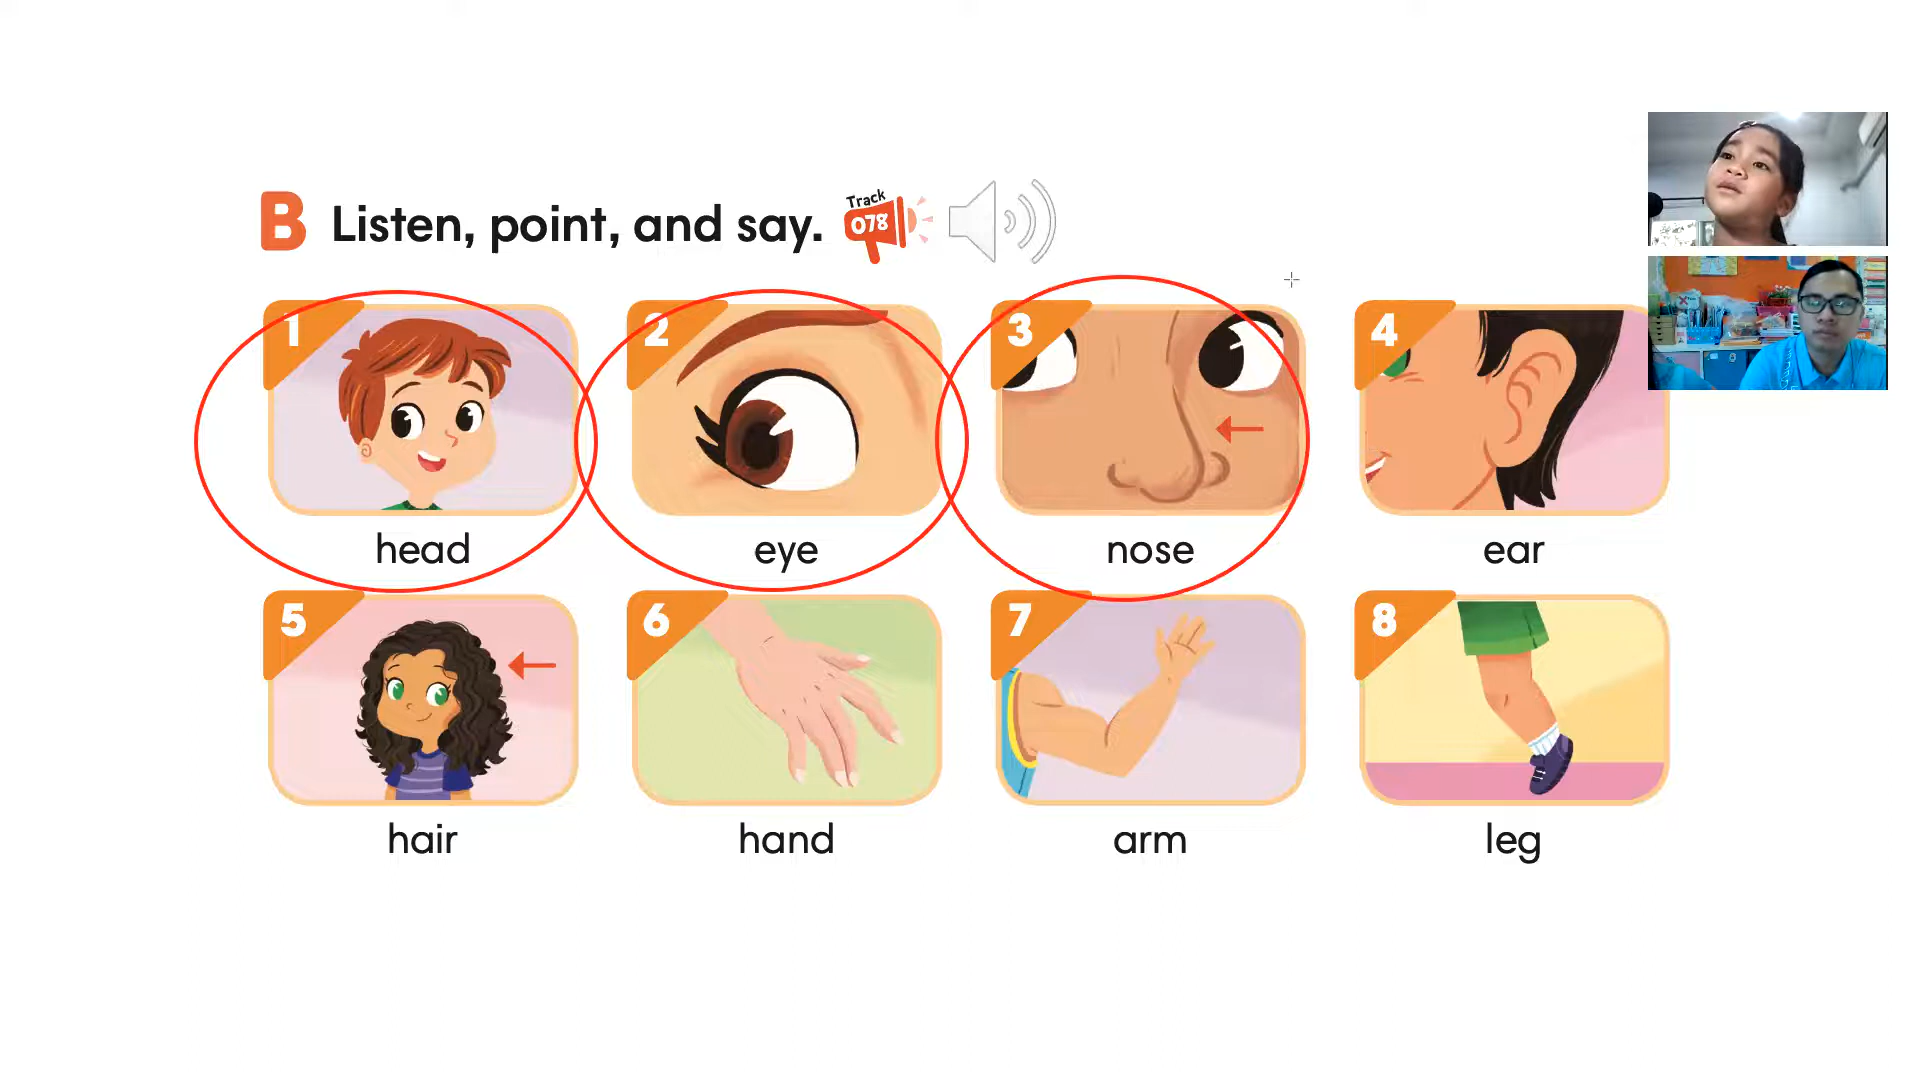 B Listen, point, and say. Track 078
1 2 3 4
head eye nose ear
5 6 7 8
hair hand arm leg